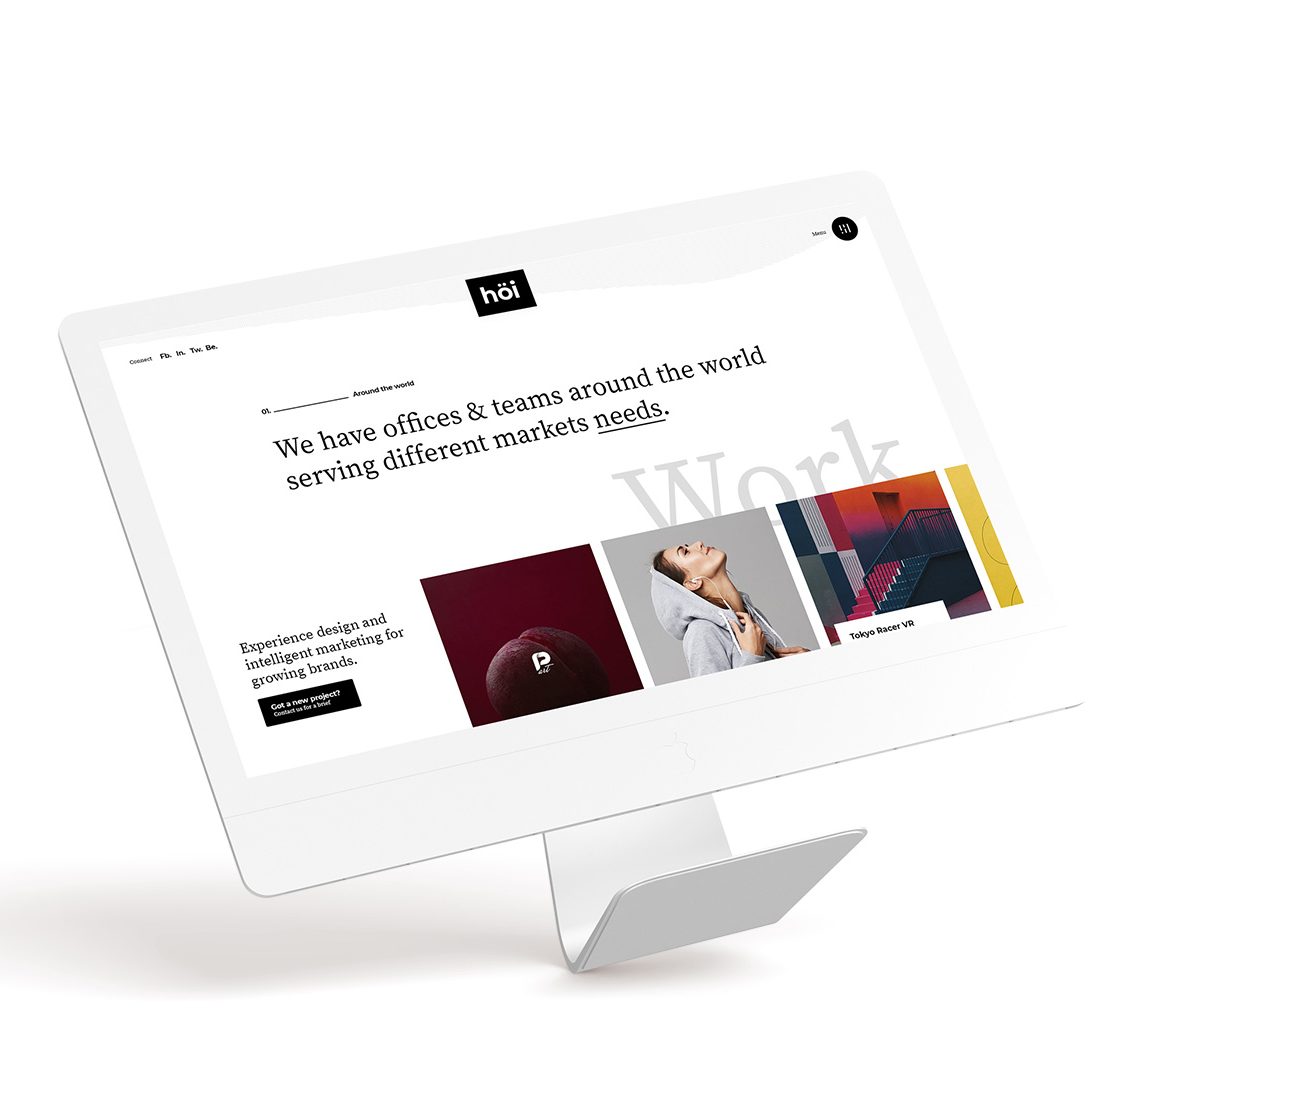 Menu
höi
Connect Fb. In. Tw. Be.
01. Around the world
We have offices & teams around the world
serving different markets needs.
Work
Experience design and
intelligent marketing for
growing brands.
Got a new project?
Contact us for a brief
P
art
Tokyo Racer VR